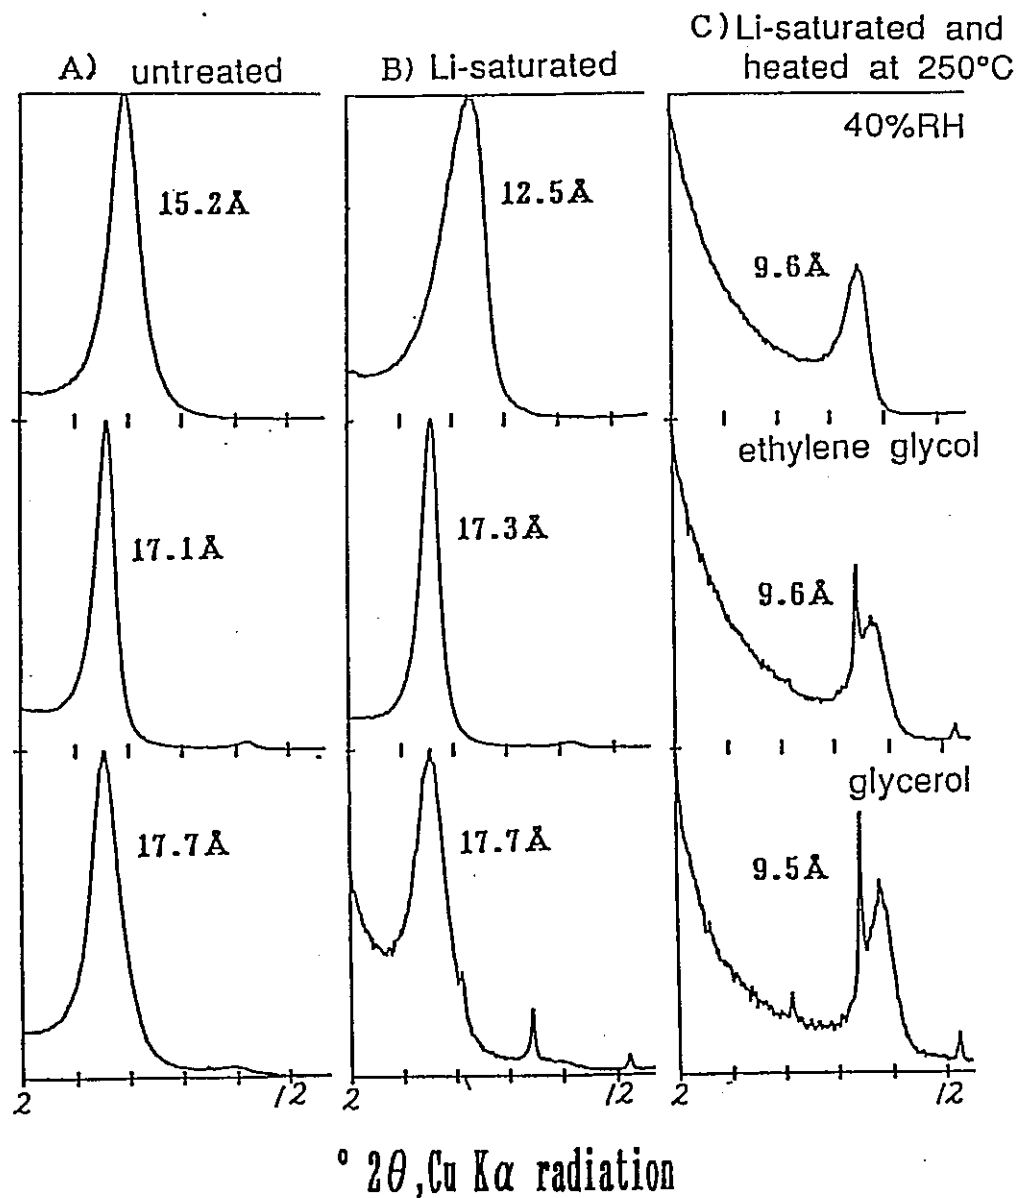 A) untreated
B) Li-saturated
C) Li-saturated and
heated at 250°C
40%RH
15.2Å
12.5Å
9.6Å
ethylene glycol
17.1Å
17.3Å
9.6Å
glycerol
17.7Å
17.7Å
9.5Å
2 12
2 12
2 12
° 2θ, Cu Kα radiation